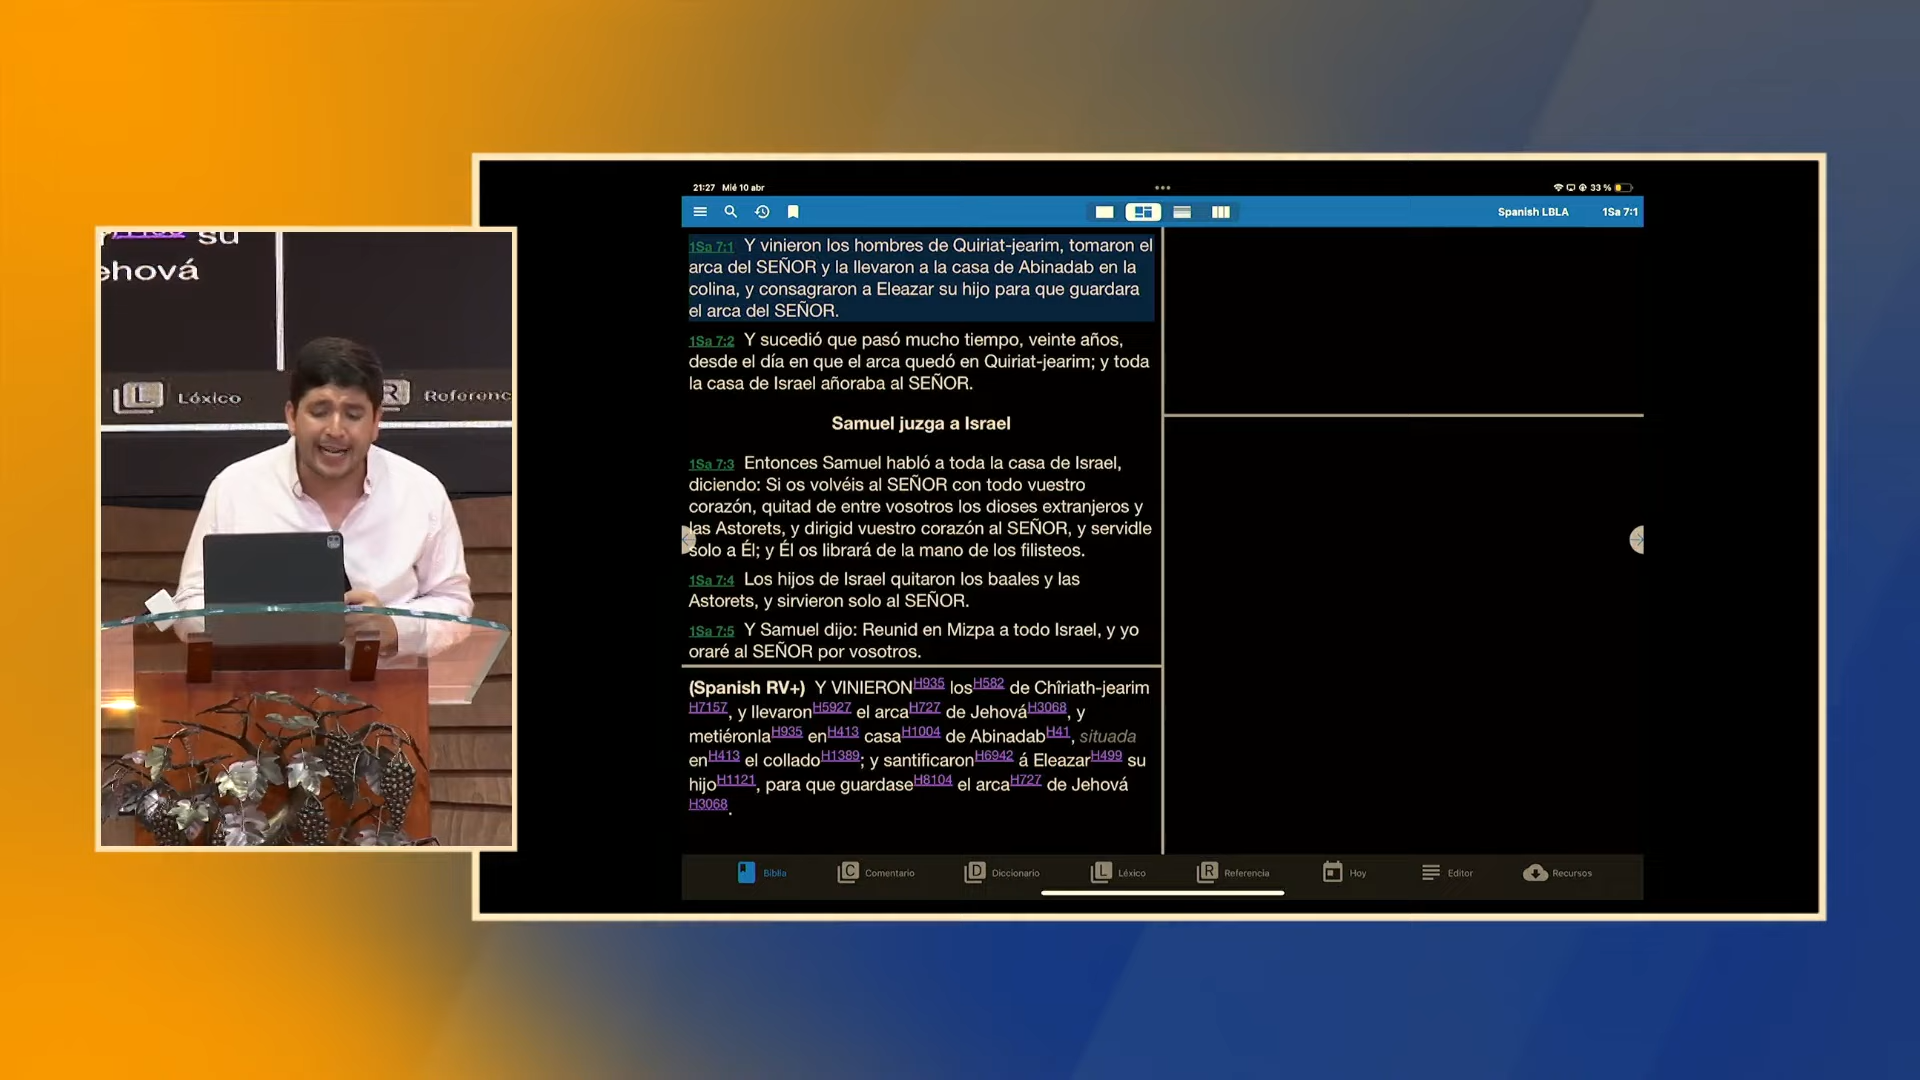 su
ehová
Léxico
Referenc
21:27 Mié 10 abr
33 %
Spanish LBLA
1Sa 7:1
1Sa 7:1 Y vinieron los hombres de Quiriat-jearim, tomaron el
arca del SEÑOR y la llevaron a la casa de Abinadab en la
colina, y consagraron a Eleazar su hijo para que guardara
el arca del SEÑOR.
1Sa 7:2 Y sucedió que pasó mucho tiempo, veinte años,
desde el día en que el arca quedó en Quiriat-jearim; y toda
la casa de Israel añoraba al SEÑOR.
Samuel juzga a Israel
1Sa 7:3 Entonces Samuel habló a toda la casa de Israel,
diciendo: Si os volvéis al SEÑOR con todo vuestro
corazón, quitad de entre vosotros los dioses extranjeros y
las Astorets, y dirigid vuestro corazón al SEÑOR, y servidle
solo a Él; y Él os librará de la mano de los filisteos.
1Sa 7:4 Los hijos de Israel quitaron los baales y las
Astorets, y sirvieron solo al SEÑOR.
1Sa 7:5 Y Samuel dijo: Reunid en Mizpa a todo Israel, y yo
oraré al SEÑOR por vosotros.
(Spanish RV+) Y VINIERON H935 los H582 de Chîriath-jearim
H7157, y llevaron H5927 el arca H727 de Jehová H3068, y
metiéronla H935 en H413 casa H1004 de Abinadab H41, situada
en H413 el collado H1389; y santificaron H6942 á Eleazar H499 su
hijo H1121, para que guardase H8104 el arca H727 de Jehová
H3068.
Biblia
C Comentario
D Diccionario
L Léxico
R Referencia
Hoy
Editor
Recursos